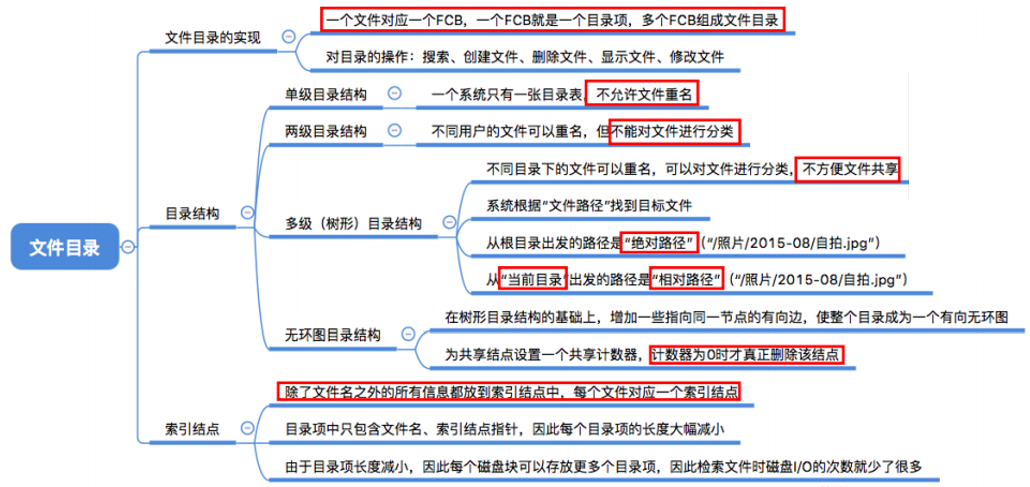 文件目录
文件目录的实现
一个文件对应一个FCB，一个FCB就是一个目录项，多个FCB组成文件目录
对目录的操作：搜索、创建文件、删除文件、显示文件、修改文件
目录结构
单级目录结构
一个系统只有一张目录表，不允许文件重名
两级目录结构
不同用户的文件可以重名，但不能对文件进行分类
多级（树形）目录结构
不同目录下的文件可以重名，可以对文件进行分类，不方便文件共享
系统根据“文件路径”找到目标文件
从根目录出发的路径是“绝对路径”（“/照片/2015-08/自拍.jpg”）
从“当前目录”出发的路径是“相对路径”（“/照片/2015-08/自拍.jpg”）
无环图目录结构
在树形目录结构的基础上，增加一些指向同一节点的有向边，使整个目录成为一个有向无环图
为共享结点设置一个共享计数器，计数器为0时才真正删除该结点
索引结点
除了文件名之外的所有信息都放到索引结点中，每个文件对应一个索引结点
目录项中只包含文件名、索引结点指针，因此每个目录项的长度大幅减小
由于目录项长度减小，因此每个磁盘块可以存放更多个目录项，因此检索文件时磁盘I/O的次数就少了很多